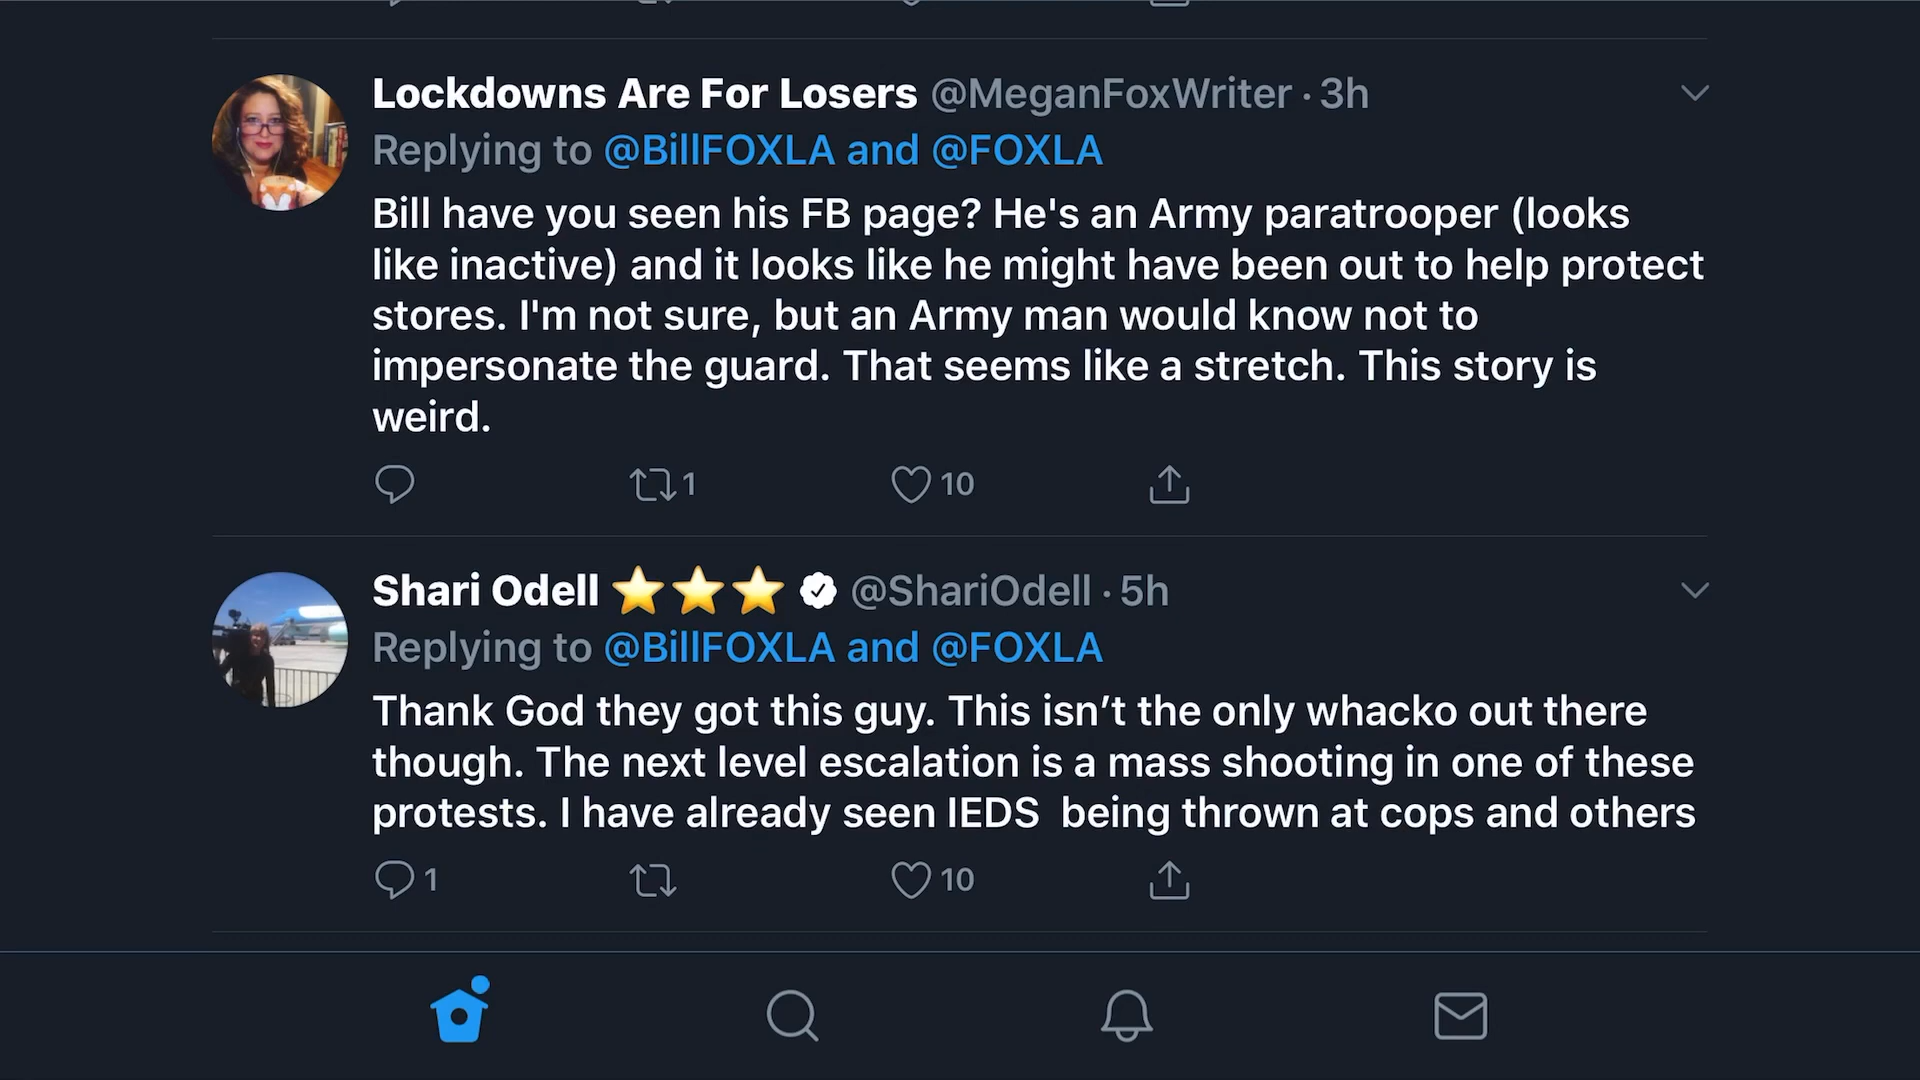 Lockdowns Are For Losers @MeganFoxWriter · 3h
Replying to @BillFOXLA and @FOXLA
Bill have you seen his FB page? He's an Army paratrooper (looks
like inactive) and it looks like he might have been out to help protect
stores. I'm not sure, but an Army man would know not to
impersonate the guard. That seems like a stretch. This story is
weird.
1 10
Shari Odell ⭐⭐⭐ @ShariOdell · 5h
Replying to @BillFOXLA and @FOXLA
Thank God they got this guy. This isn’t the only whacko out there
though. The next level escalation is a mass shooting in one of these
protests. I have already seen IEDS  being thrown at cops and others
1 10